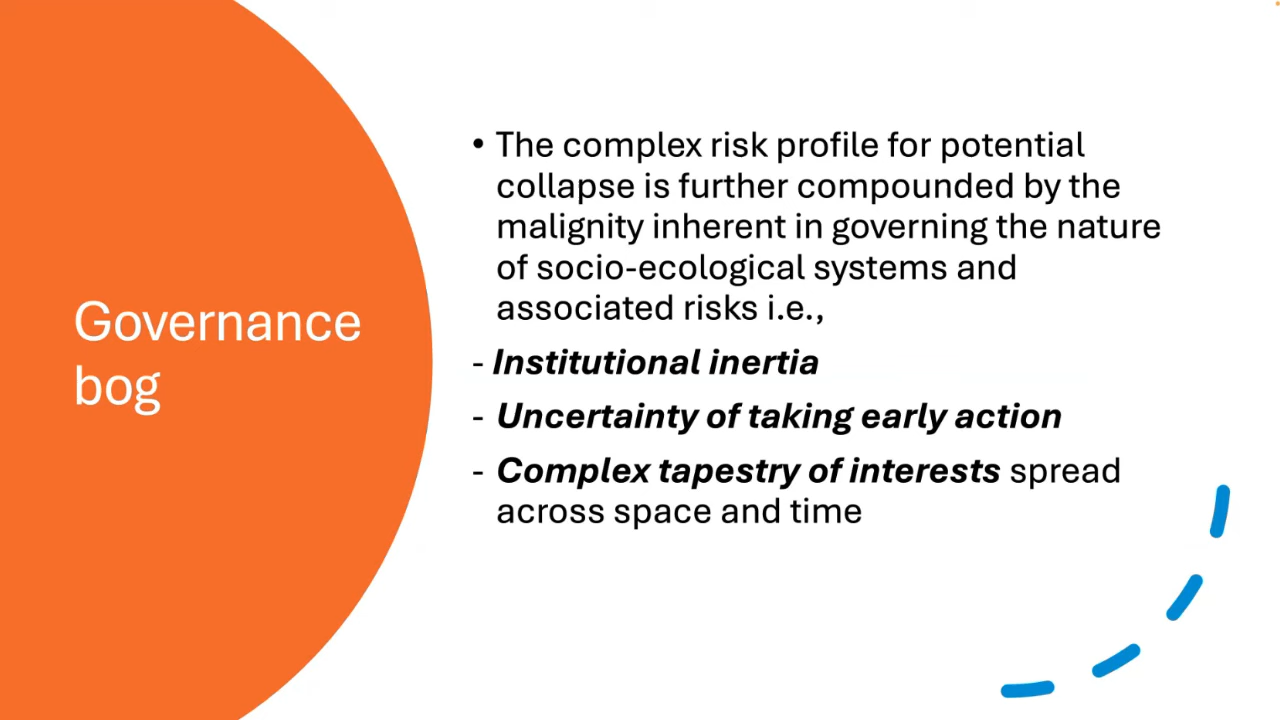 Governance
bog
• The complex risk profile for potential
collapse is further compounded by the
malignity inherent in governing the nature
of socio-ecological systems and
associated risks i.e.,
- Institutional inertia
- Uncertainty of taking early action
- Complex tapestry of interests spread
across space and time